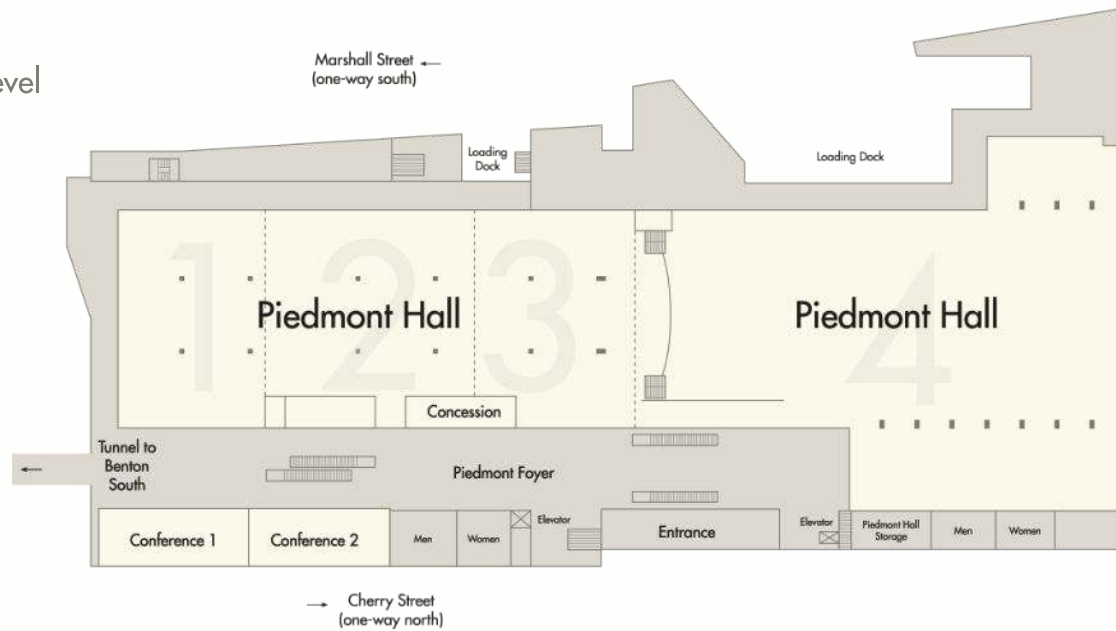 evel
Marshall Street ←
(one-way south)
Loading
Dock
Loading Dock
1
2
3
4
Piedmont Hall
Piedmont Hall
Concession
Tunnel to
Benton
South
←
Piedmont Foyer
Conference 1
Conference 2
Men
Women
Elevator
Entrance
Elevator
Piedmont Hall
Storage
Men
Women
→ Cherry Street
(one-way north)